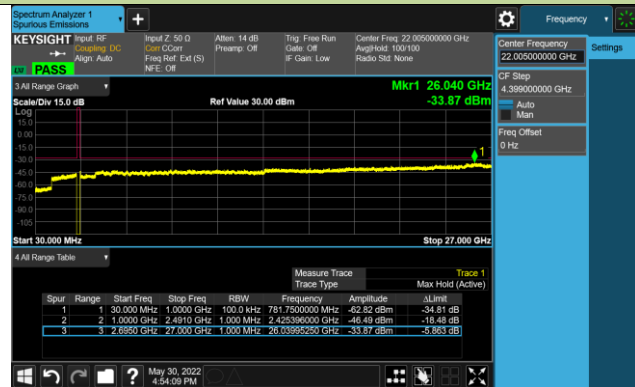 Spectrum Analyzer 1
Spurious Emissions
Frequency
KEYSIGHT
Input: RF
Coupling: DC
Align: Auto
Input Z: 50 Ω
Corr CCorr
Freq Ref: Ext (S)
NFE: Off
Atten: 14 dB
Preamp: Off
Trig: Free Run
Gate: Off
IF Gain: Low
Center Freq: 22.005000000 GHz
Avg|Hold: 100/100
Radio Std: None
PASS
Center Frequency
22.005000000 GHz
Settings
CF Step
4.399000000 GHz
Auto
Man
Freq Offset
0 Hz
3 All Range Graph
Mkr1 26.040 GHz
Scale/Div 15.0 dB
Ref Value 30.00 dBm
-33.87 dBm
Log
15.0
0.00
-15.0
-30.0
-45.0
-60.0
-75.0
-90.0
-105
1
Start 30.000 MHz
Stop 27.000 GHz
4 All Range Table
Measure Trace Trace 1
Trace Type Max Hold (Active)
Spur Range Start Freq Stop Freq RBW Frequency Amplitude ΔLimit
1 1 30.000 MHz 1.0000 GHz 100.0 kHz 781.7500000 MHz -62.82 dBm -34.81 dB
2 2 1.0000 GHz 2.4910 GHz 1.000 MHz 2.425396000 GHz -46.49 dBm -18.48 dB
3 3 2.6950 GHz 27.000 GHz 1.000 MHz 26.03995250 GHz -33.87 dBm -5.863 dB
May 30, 2022
4:54:09 PM